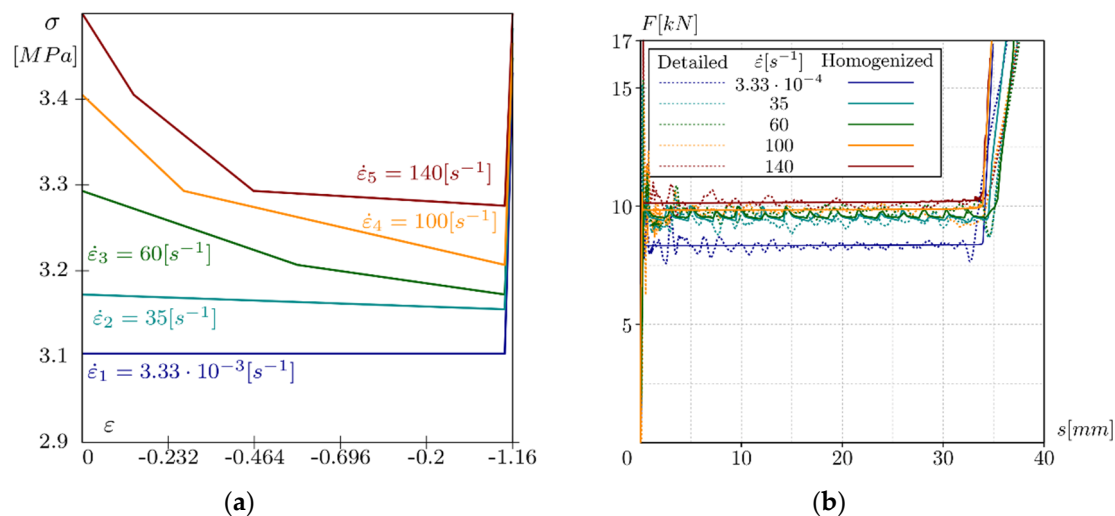 σ
[MPa]
3.4
3.3
3.2
3.1
2.9
ε̇₅ = 140[s⁻¹]
ε̇₄ = 100[s⁻¹]
ε̇₃ = 60[s⁻¹]
ε̇₂ = 35[s⁻¹]
ε̇₁ = 3.33 · 10⁻³[s⁻¹]
ε
0 -0.232 -0.464 -0.696 -0.2 -1.16
(a)
F[kN]
17
15
10
5
Detailed ε̇[s⁻¹] Homogenized
3.33 · 10⁻⁴
35
60
100
140
s[mm]
0 10 20 30 40
(b)